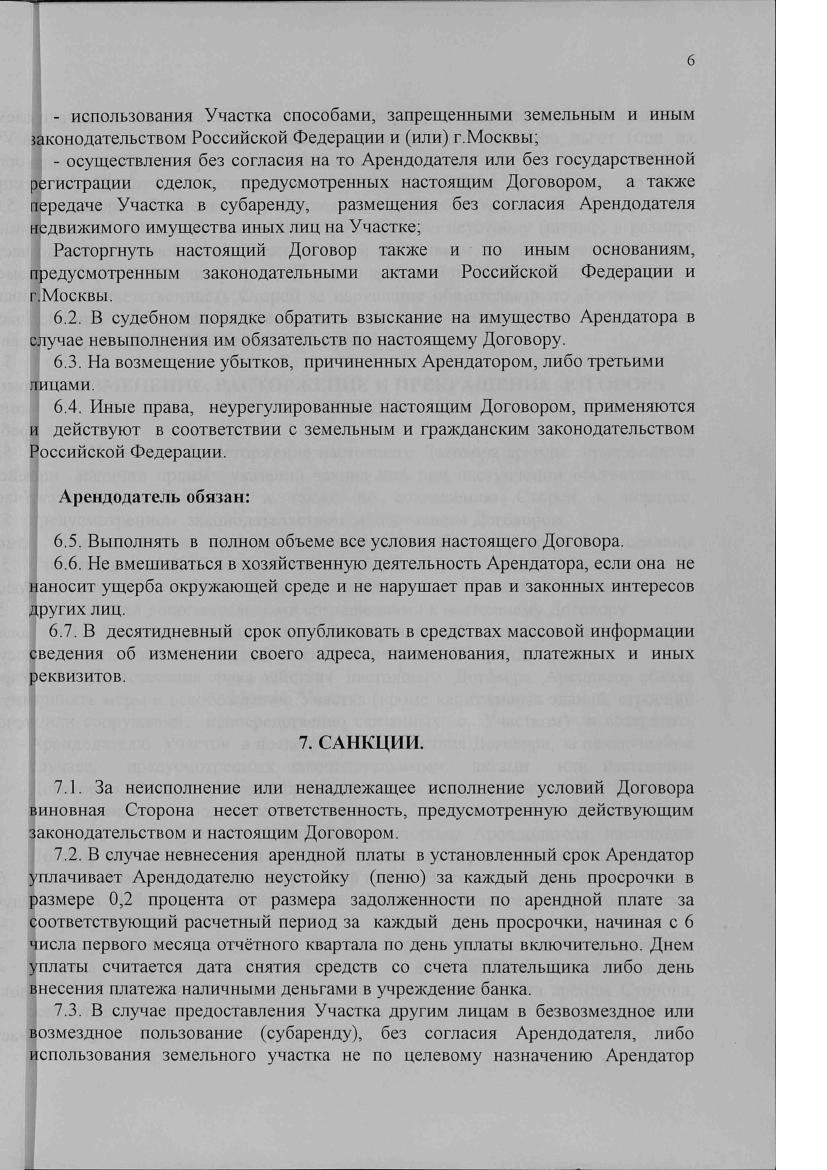 6
- использования Участка способами, запрещенными земельным и иным
законодательством Российской Федерации и (или) г.Москвы;
- осуществления без согласия на то Арендодателя или без государственной
регистрации сделок, предусмотренных настоящим Договором, а также
передаче Участка в субаренду, размещения без согласия Арендодателя
недвижимого имущества иных лиц на Участке;
Расторгнуть настоящий Договор также и по иным основаниям,
предусмотренным законодательными актами Российской Федерации и
г.Москвы.
6.2. В судебном порядке обратить взыскание на имущество Арендатора в
случае невыполнения им обязательств по настоящему Договору.
6.3. На возмещение убытков, причиненных Арендатором, либо третьими
лицами.
6.4. Иные права, неурегулированные настоящим Договором, применяются
и действуют в соответствии с земельным и гражданским законодательством
Российской Федерации.
Арендодатель обязан:
6.5. Выполнять в полном объеме все условия настоящего Договора.
6.6. Не вмешиваться в хозяйственную деятельность Арендатора, если она не
наносит ущерба окружающей среде и не нарушает прав и законных интересов
других лиц.
6.7. В десятидневный срок опубликовать в средствах массовой информации
сведения об изменении своего адреса, наименования, платежных и иных
реквизитов.
7. САНКЦИИ.
7.1. За неисполнение или ненадлежащее исполнение условий Договора
виновная Сторона несет ответственность, предусмотренную действующим
законодательством и настоящим Договором.
7.2. В случае невнесения арендной платы в установленный срок Арендатор
уплачивает Арендодателю неустойку (пеню) за каждый день просрочки в
размере 0,2 процента от размера задолженности по арендной плате за
соответствующий расчетный период за каждый день просрочки, начиная с 6
числа первого месяца отчётного квартала по день уплаты включительно. Днем
уплаты считается дата снятия средств со счета плательщика либо день
внесения платежа наличными деньгами в учреждение банка.
7.3. В случае предоставления Участка другим лицам в безвозмездное или
возмездное пользование (субаренду), без согласия Арендодателя, либо
использования земельного участка не по целевому назначению Арендатор